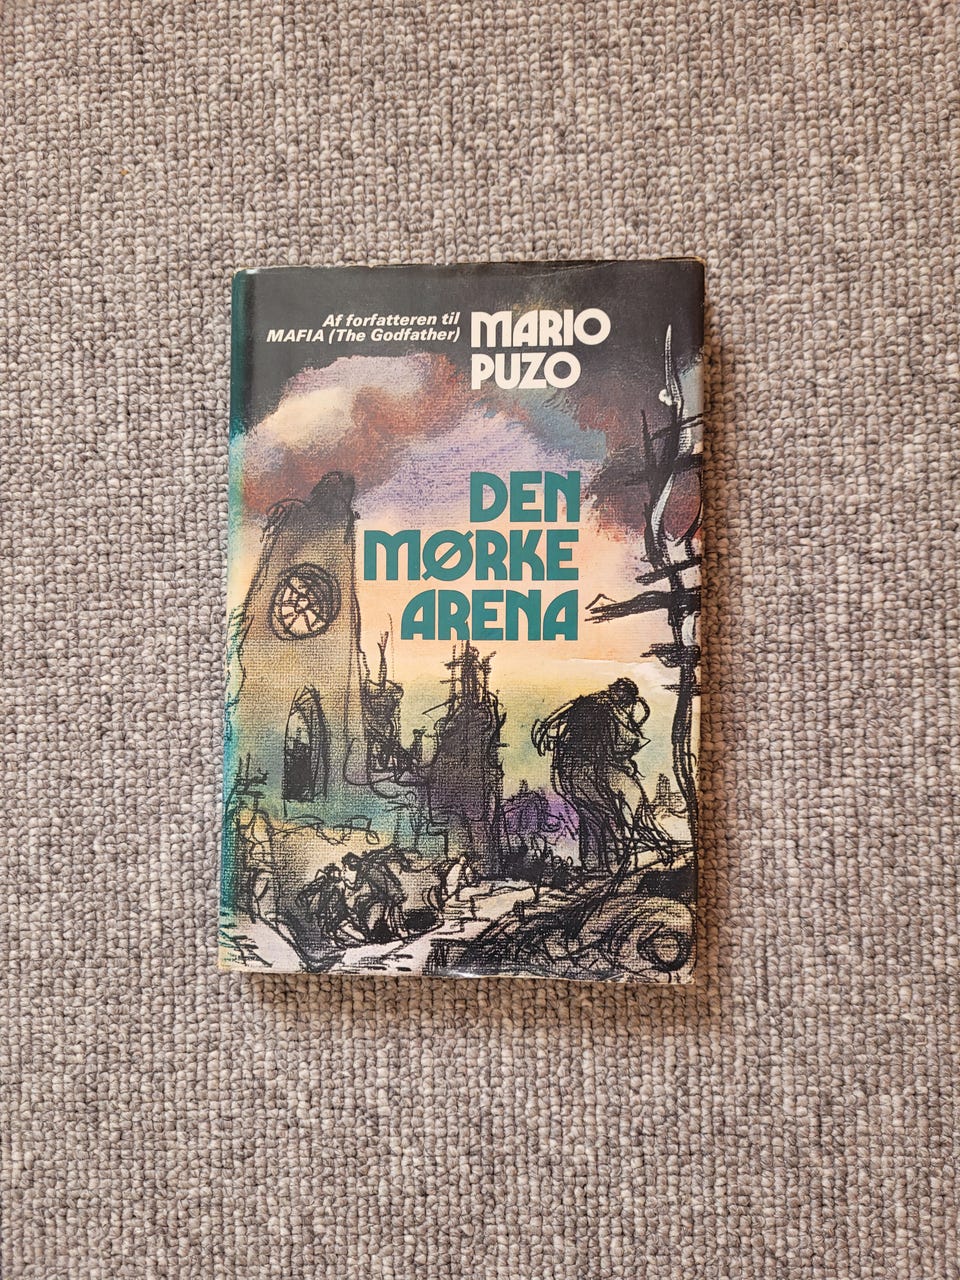 Af forfatteren til
MAFIA (The Godfather)
MARIO
PUZO
DEN
MØRKE
ARENA